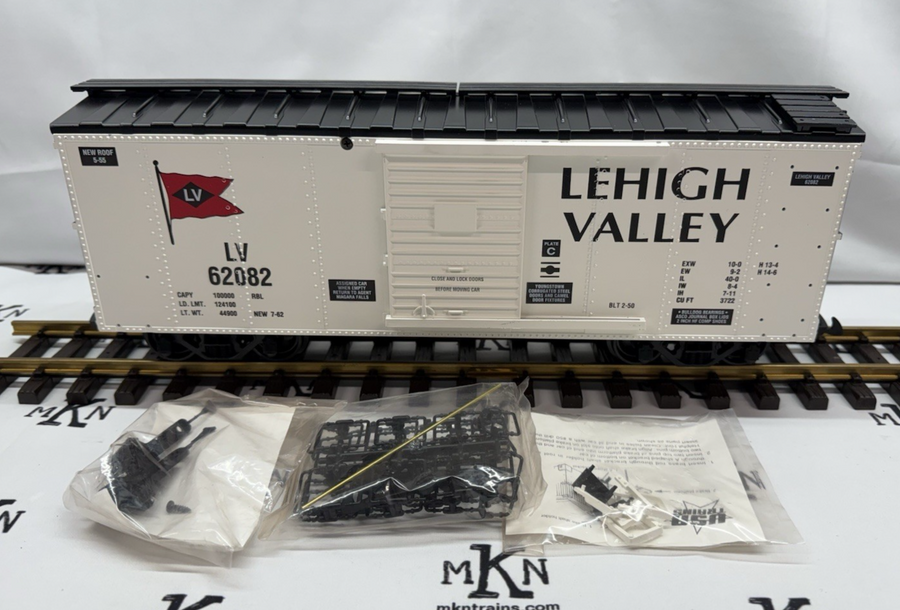 NEW ROOF
5-55
LV
LV
62082
CAPY 100000 RBL
LD. LMT. 124100
LT. WT. 44900 NEW 7-62
ASSIGNED CAR
WHEN EMPTY
RETURN TO AGENT
NIAGARA FALLS
CLOSE AND LOCK DOORS
BEFORE MOVING CAR
LEHIGH
VALLEY
PLATE
C
YOUNGSTOWN
CORRUGATED STEEL
DOORS AND CAMEL
DOOR FIXTURES
BLT 2-50
LEHIGH VALLEY
62082
EXW 10-0 H 13-4
EW 9-2 H 14-6
IL 40-0
IW 8-4
IH 7-11
CU FT 3722
MKN
MKN
mkntrains.com
USA
TRAINS